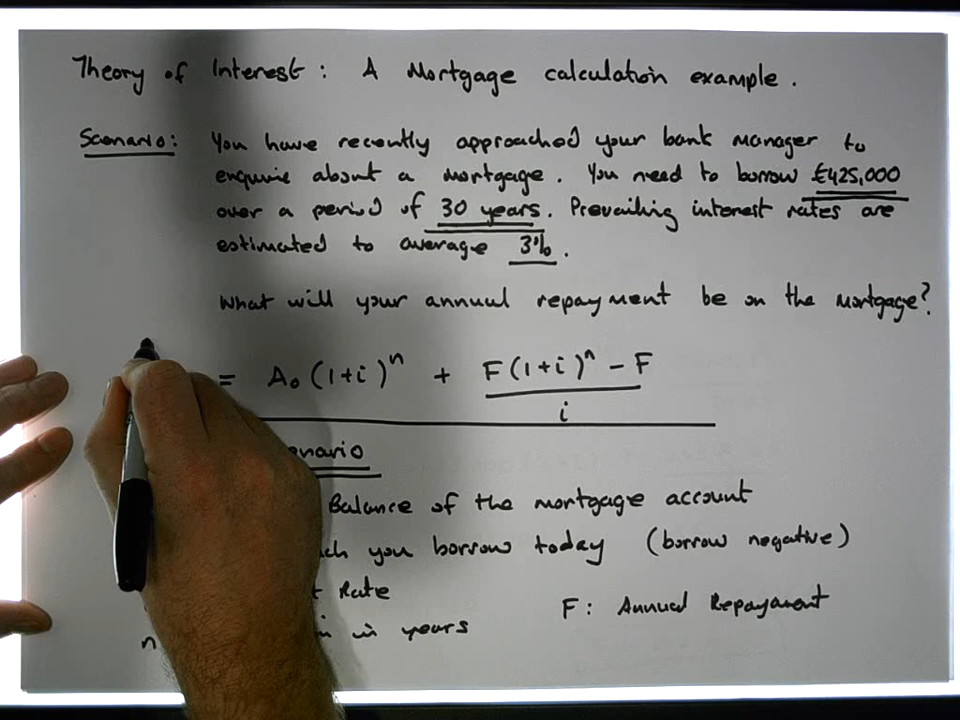 Theory of Interest : A Mortgage calculation example .
Scenario : You have recently approached your bank manager to
enquire about a mortgage . You need to borrow £425,000
over a period of 30 years . Prevailing interest rates are
estimated to average 3% .
What will your annual repayment be on the mortgage ?
= A₀ (1+i)ⁿ + F(1+i)ⁿ - F
i
Balance of the mortgage account
you borrow today (borrow negative)
Rate
F : Annual Repayment
n in years